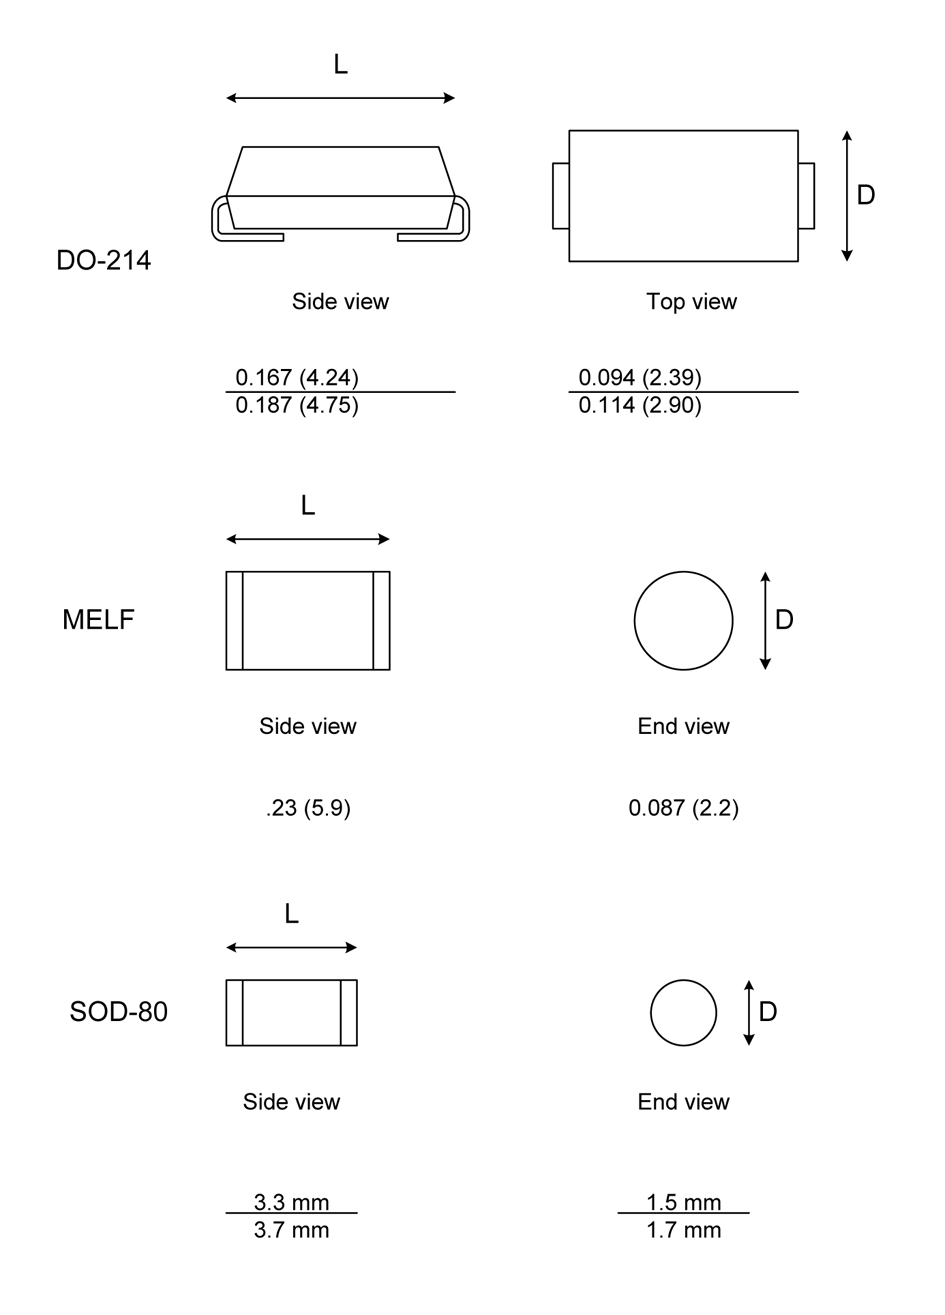 L
D
DO-214
Side view
Top view
0.167 (4.24)
0.187 (4.75)
0.094 (2.39)
0.114 (2.90)
L
MELF
D
Side view
End view
.23 (5.9)
0.087 (2.2)
L
SOD-80
D
Side view
End view
3.3 mm
3.7 mm
1.5 mm
1.7 mm